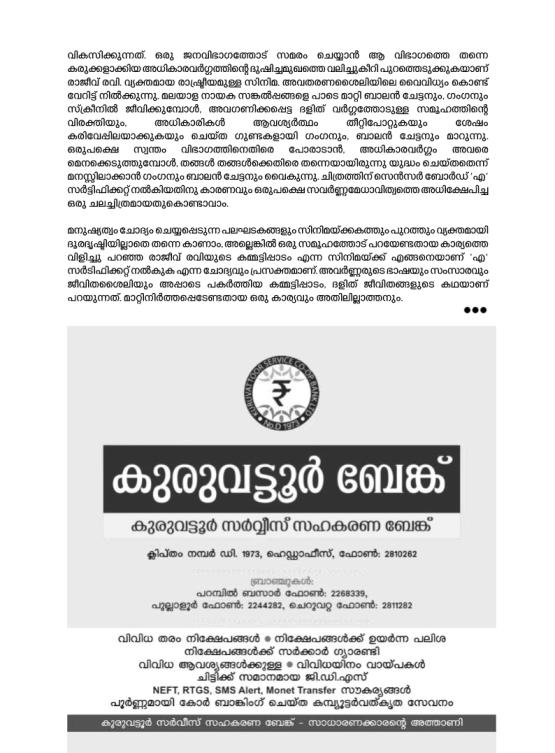 വികസിക്കുന്നത്. ഒരു ജനവിഭാഗത്തോട് സമരം ചെയ്യാൻ ആ വിഭാഗത്തെ തന്നെ
കരുക്കളാക്കിയ അധികാരവർഗ്ഗത്തിന്റെ ദുഷിച്ചമുഖത്തെ വലിച്ചുകീറി പുറത്തെടുക്കുകയാണ്
രാജീവ് രവി. വ്യക്തമായ രാഷ്ട്രീയമുള്ള സിനിമ. അവതരണശൈലിയിലെ വൈവിധ്യം കൊണ്ട്
വേറിട്ട് നിൽക്കുന്നു. മലയാള നായക സങ്കൽപ്പങ്ങളെ പാടെ മാറ്റി ബാലൻ ചേട്ടനും, ഗംഗനും
സ്ക്രീനിൽ ജീവിക്കുമ്പോൾ, അവഗണിക്കപ്പെട്ട ദളിത് വർഗ്ഗത്തോടുള്ള സമൂഹത്തിന്റെ
വിരക്തിയും, അധികാരികൾ ആവശ്യർത്ഥം തീറ്റിപോറ്റുകയും ശേഷം
കരിവേപ്പിലയാക്കുകയും ചെയ്ത ഗുണ്ടകളായി ഗംഗനും, ബാലൻ ചേട്ടനും മാറുന്നു.
ഒരുപക്ഷെ സ്വന്തം വിഭാഗത്തിനെതിരെ പോരാടാൻ, അധികാരവർഗ്ഗം അവരെ
മെനക്കെടുത്തുമ്പോൾ, തങ്ങൾ തങ്ങൾക്കെതിരെ തന്നെയായിരുന്നു യുദ്ധം ചെയ്തതെന്ന്
മനസ്സിലാക്കാൻ ഗംഗനും ബാലൻ ചേട്ടനും വൈകുന്നു. ചിത്രത്തിന് സെൻസർ ബോർഡ് 'എ'
സർട്ടിഫിക്കറ്റ് നൽകിയതിനു കാരണവും ഒരുപക്ഷെ സവർണ്ണമേധാവിത്വത്തെ അധിക്ഷേപിച്ച
ഒരു ചലച്ചിത്രമായതുകൊണ്ടാവാം.
മനുഷ്യത്വം ചോദ്യം ചെയ്യപ്പെടുന്ന പലഘടകങ്ങളും സിനിമയ്ക്കകത്തും പുറത്തും വ്യക്തമായി
ദൂരദൃഷ്ടിയില്ലാതെ തന്നെ കാണാം. അല്ലെങ്കിൽ ഒരു സമൂഹത്തോട് പറയേണ്ടതായ കാര്യത്തെ
വിളിച്ചു പറഞ്ഞ രാജീവ് രവിയുടെ കമ്മട്ടിപ്പാടം എന്ന സിനിമയ്ക്ക് എങ്ങനെയാണ് 'എ'
സർടിഫിക്കറ്റ് നൽകുക എന്ന ചോദ്യവും പ്രസക്തമാണ്. അവർണ്ണരുടെ ഭാഷയും സംസാരവും
ജീവിതശൈലിയും അപ്പാടെ പകർത്തിയ കമ്മട്ടിപ്പാടം, ദളിത് ജീവിതങ്ങളുടെ കഥയാണ്
പറയുന്നത്. മാറ്റിനിർത്തപ്പെടേണ്ടതായ ഒരു കാര്യവും അതിലില്ലാത്തനും.
●●●
KURUVATTOOR SERVICE CO-OP BANK LTD.
No.D 1973
കുരുവട്ടൂർ ബേങ്ക്
കുരുവട്ടൂർ സർവ്വീസ് സഹകരണ ബേങ്ക്
ക്ലിപ്തം നമ്പർ ഡി. 1973, ഹെഡ്ഡാഫീസ്, ഫോൺ: 2810262
ബ്രാഞ്ചുകൾ:
പറമ്പിൽ ബസാർ ഫോൺ: 2268339,
പുല്ലാളൂർ ഫോൺ: 2244282, ചെറുവറ്റ ഫോൺ: 2811282
വിവിധ തരം നിക്ഷേപങ്ങൾ ● നിക്ഷേപങ്ങൾക്ക് ഉയർന്ന പലിശ
നിക്ഷേപങ്ങൾക്ക് സർക്കാർ ഗ്യാരണ്ടി
വിവിധ ആവശ്യങ്ങൾക്കുള്ള ● വിവിധയിനം വായ്പകൾ
ചിട്ടിക്ക് സമാനമായ ജി.ഡി.എസ്
NEFT, RTGS, SMS Alert, Monet Transfer സൗകര്യങ്ങൾ
പൂർണ്ണമായി കോർ ബാങ്കിംഗ് ചെയ്ത കമ്പ്യൂട്ടർവത്കൃത സേവനം
കുരുവട്ടൂർ സർവീസ് സഹകരണ ബേങ്ക് - സാധാരണക്കാരന്റെ അത്താണി